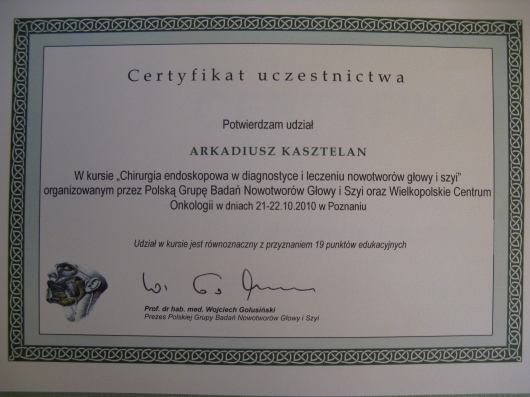 Certyfikat uczestnictwa
Potwierdzam udział
ARKADIUSZ KASZTELAN
W kursie „Chirurgia endoskopowa w diagnostyce i leczeniu nowotworów głowy i szyi"
organizowanym przez Polską Grupę Badań Nowotworów Głowy i Szyi oraz Wielkopolskie Centrum
Onkologii w dniach 21-22.10.2010 w Poznaniu
Udział w kursie jest równoznaczny z przyznaniem 19 punktów edukacyjnych
Prof. dr hab. med. Wojciech Golusiński
Prezes Polskiej Grupy Badań Nowotworów Głowy i Szyi